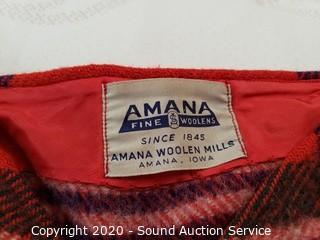 AMANA
FINE WOOLENS
SINCE 1845
AMANA WOOLEN MILLS
AMANA, IOWA
Copyright 2020 - Sound Auction Service